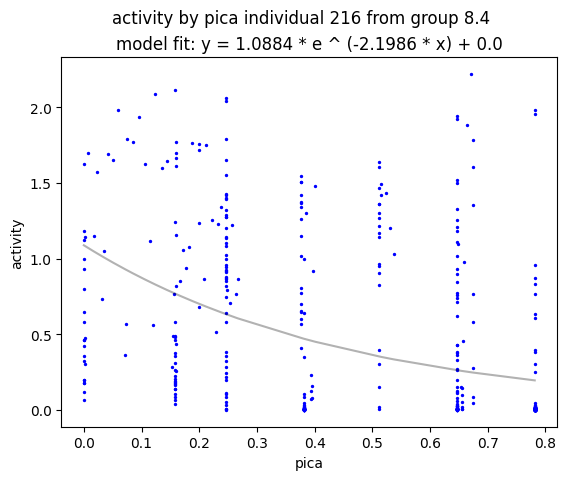 activity by pica individual 216 from group 8.4
model fit: y = 1.0884 * e ^ (-2.1986 * x) + 0.0
2.0
1.5
1.0
0.5
0.0
activity
0.0 0.1 0.2 0.3 0.4 0.5 0.6 0.7 0.8
pica